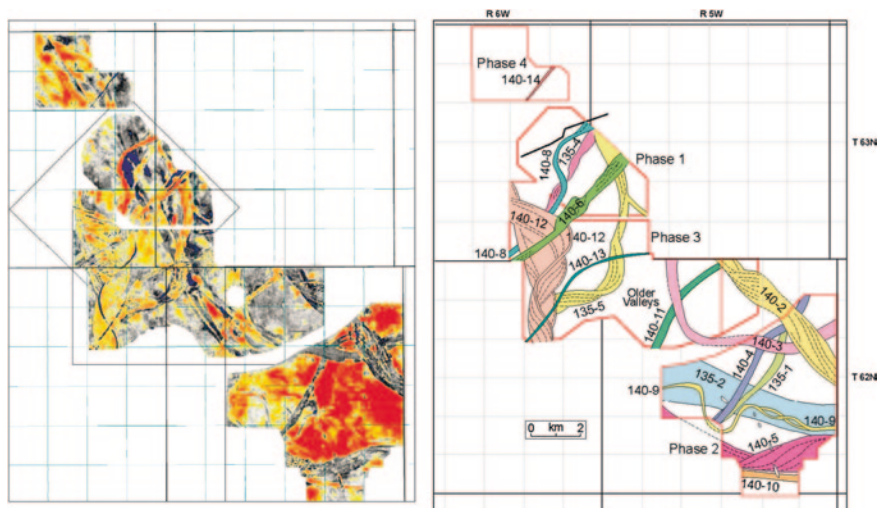 R 6W
R 5W
Phase 4
140-14
T 63N
140-8
135-4
Phase 1
140-6
140-12
140-12
Phase 3
140-8
140-13
Older
Valleys
135-5
140-11
140-2
140-3
140-4
135-1
135-2
T 62N
140-9
140-9
0 km 2
Phase 2
140-5
140-10